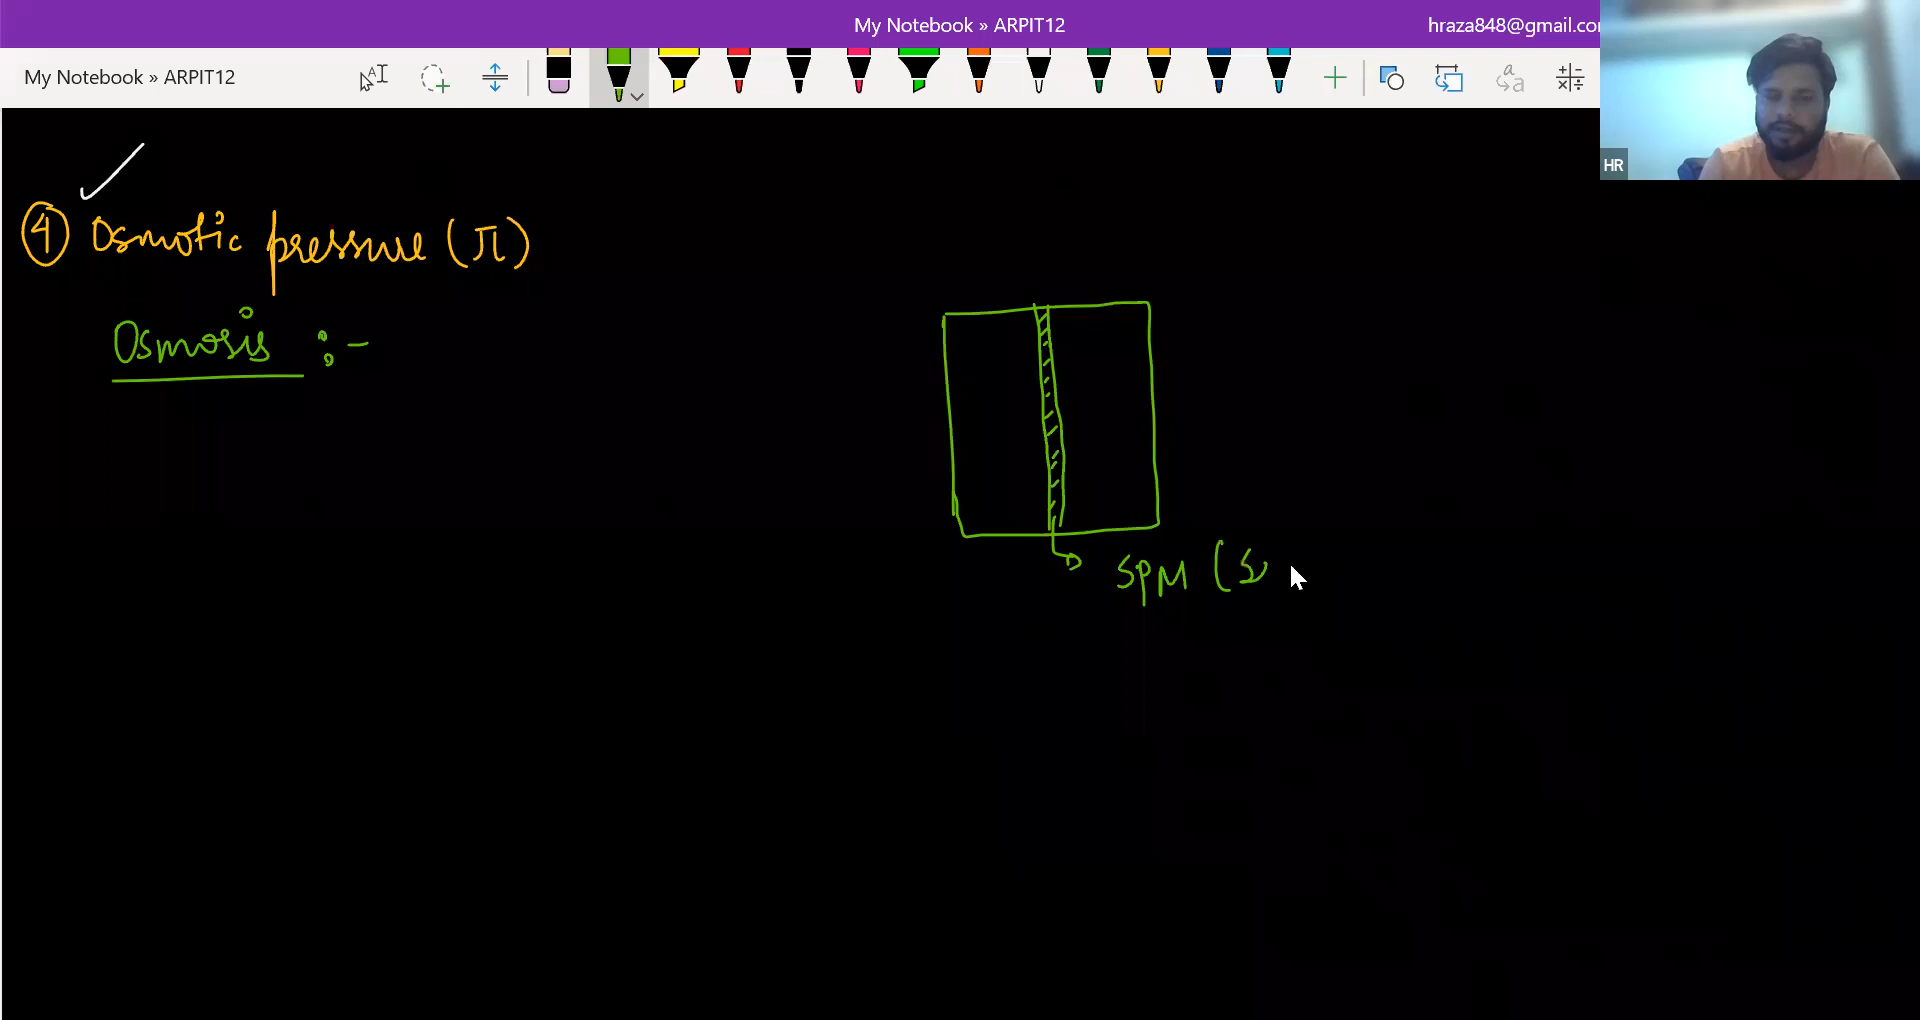 My Notebook » ARPIT12
hraza848@gmail.co
My Notebook » ARPIT12
HR
④ Osmotic pressure (π)
Osmosis :-
SPM (S